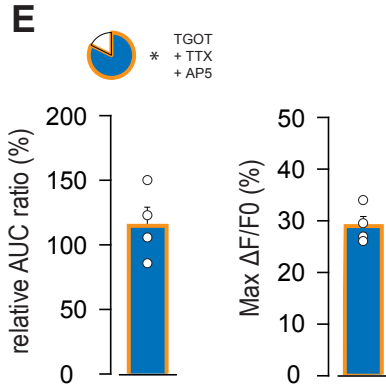 E
*
TGOT
+ TTX
+ AP5
relative AUC ratio (%)
200
150
100
50
0
Max ΔF/F0 (%)
50
40
30
20
10
0